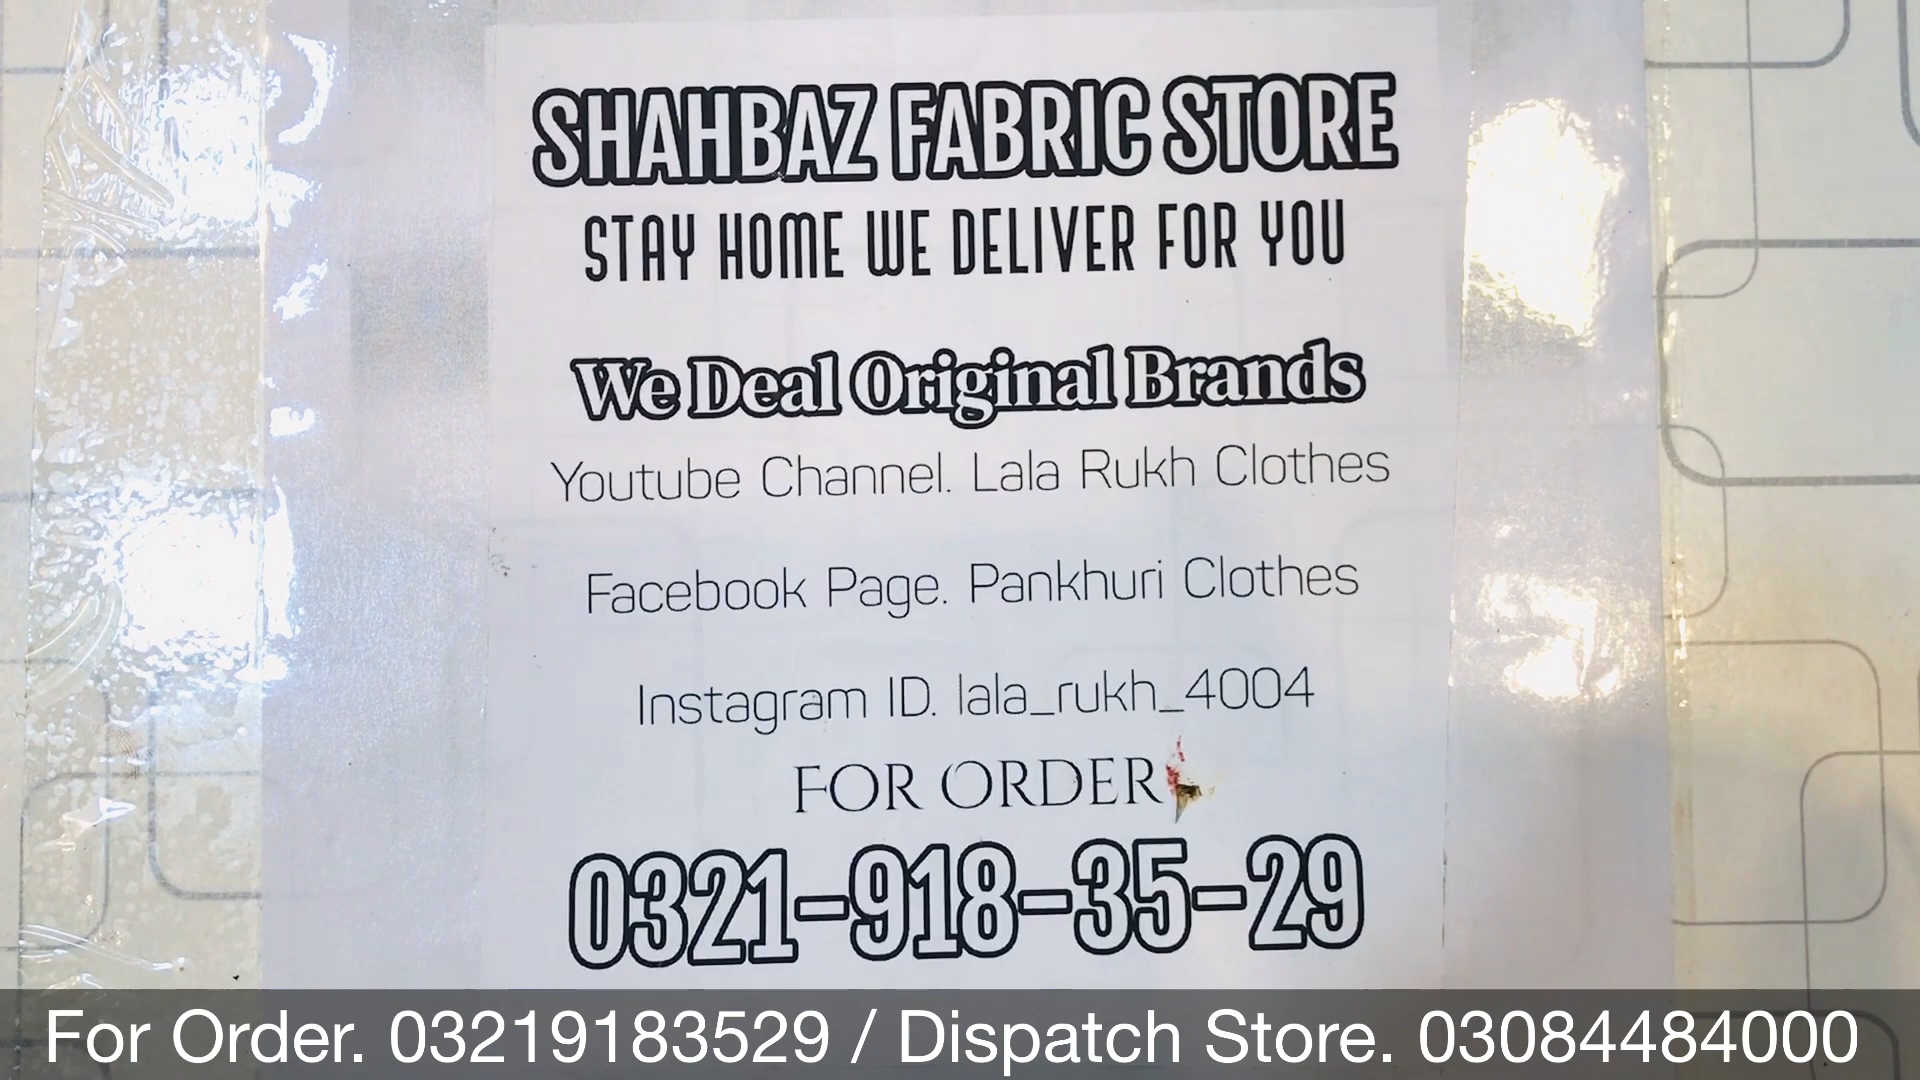 SHAHBAZ FABRIC STORE
STAY HOME WE DELIVER FOR YOU
We Deal Original Brands
Youtube Channel. Lala Rukh Clothes
Facebook Page. Pankhuri Clothes
Instagram ID. lala_rukh_4004
FOR ORDER
0321-918-35-29
For Order. 03219183529 / Dispatch Store. 03084484000